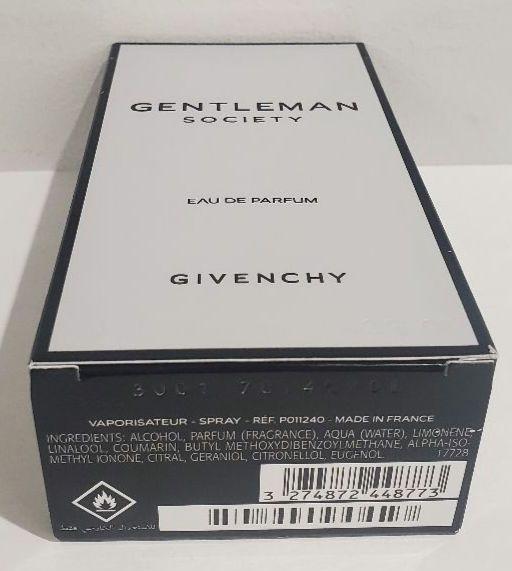 GENTLEMAN
SOCIETY
EAU DE PARFUM
GIVENCHY
VAPORISATEUR - SPRAY - RÉF. P011240 - MADE IN FRANCE
INGREDIENTS: ALCOHOL, PARFUM (FRAGRANCE), AQUA (WATER), LIMONENE,
LINALOOL, COUMARIN, BUTYL METHOXYDIBENZOYLMETHANE, ALPHA-ISO-
METHYL IONONE, CITRAL, GERANIOL, CITRONELLOL, EUGENOL. 17728
3 274872 448773